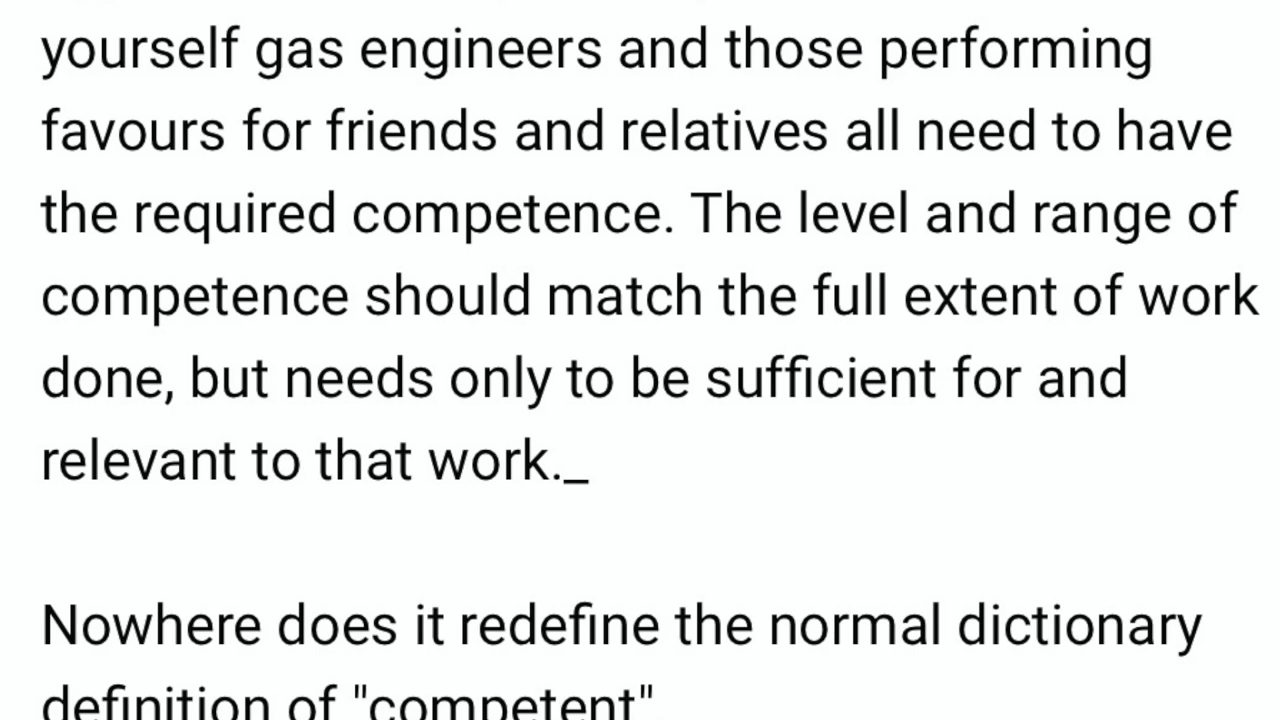 yourself gas engineers and those performing
favours for friends and relatives all need to have
the required competence. The level and range of
competence should match the full extent of work
done, but needs only to be sufficient for and
relevant to that work._
Nowhere does it redefine the normal dictionary
definition of "competent".